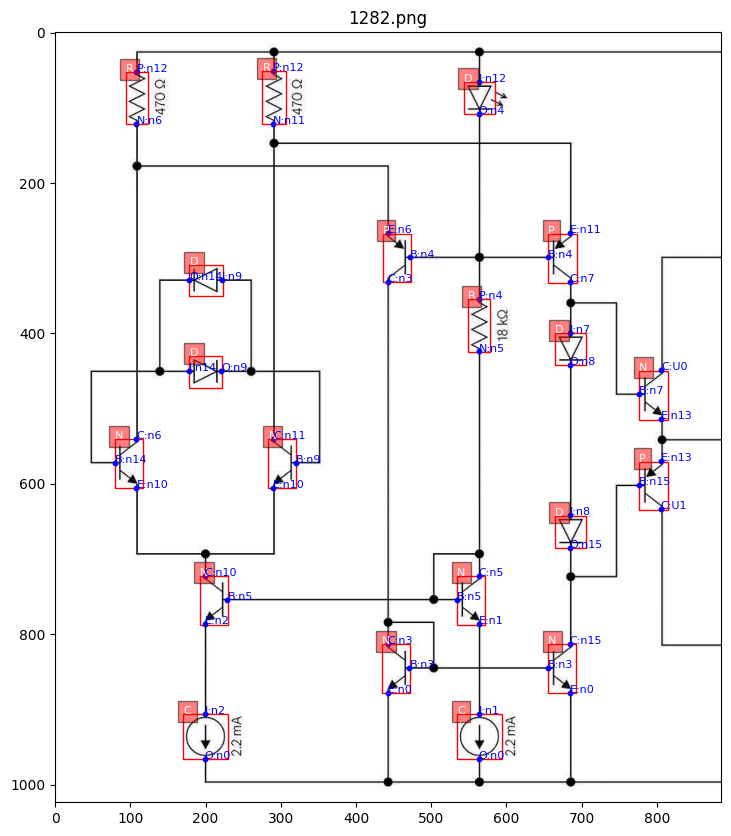 1282.png
0
R P:n12
R P:n12
D I:n12
470 Ω
470 Ω
N:n6
N:n11
O:n4
200
P E:n6
P E:n11
B:n4
B:n4
D
I:n9
C:n3
C:n7
R P:n4
18 kΩ
D I:n7
N:n5
400
D
I:n14 O:n9
O:n8
N C:U0
B:n7
E:n13
N C:n6
N C:n11
B:n14
B:n9
P E:n13
E:n10
E:n10
B:n15
C:U1
600
D I:n8
O:n15
N C:n10
B:n5
E:n2
N C:n5
B:n5
E:n1
N C:n3
B:n3
E:n0
N C:n15
B:n3
E:n0
800
C I:n2
2.2 mA
O:n0
C I:n1
2.2 mA
O:n0
1000
0 100 200 300 400 500 600 700 800